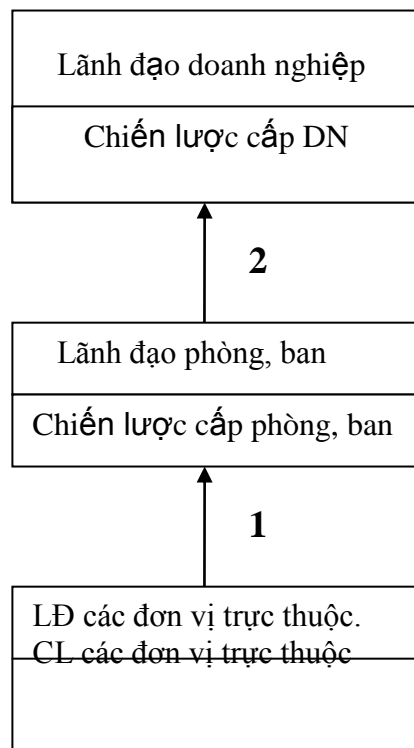 Lãnh đạo doanh nghiệp
Chiến lược cấp DN
2
Lãnh đạo phòng, ban
Chiến lược cấp phòng, ban
1
LĐ các đơn vị trực thuộc.
CL các đơn vị trực thuộc